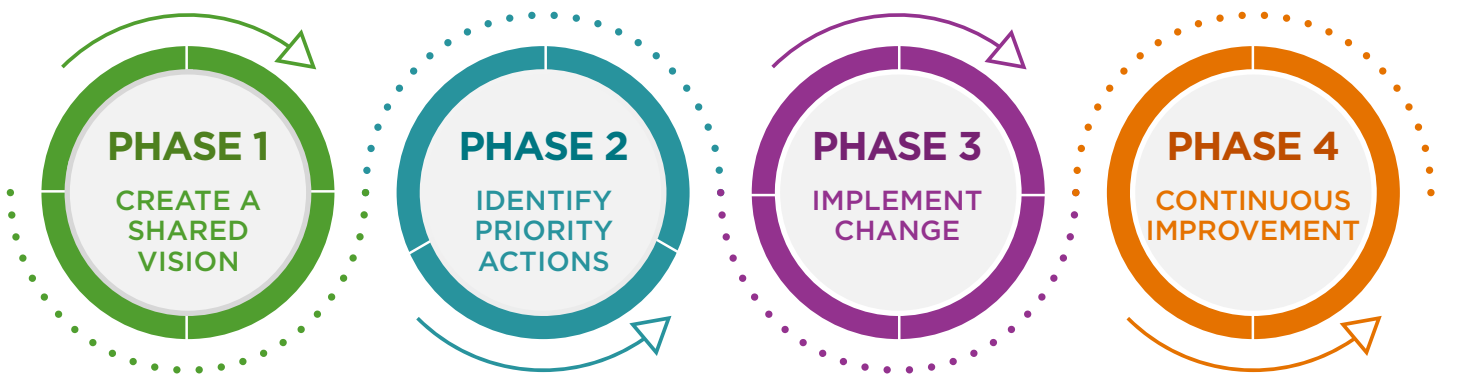 PHASE 1
CREATE A
SHARED
VISION
PHASE 2
IDENTIFY
PRIORITY
ACTIONS
PHASE 3
IMPLEMENT
CHANGE
PHASE 4
CONTINUOUS
IMPROVEMENT